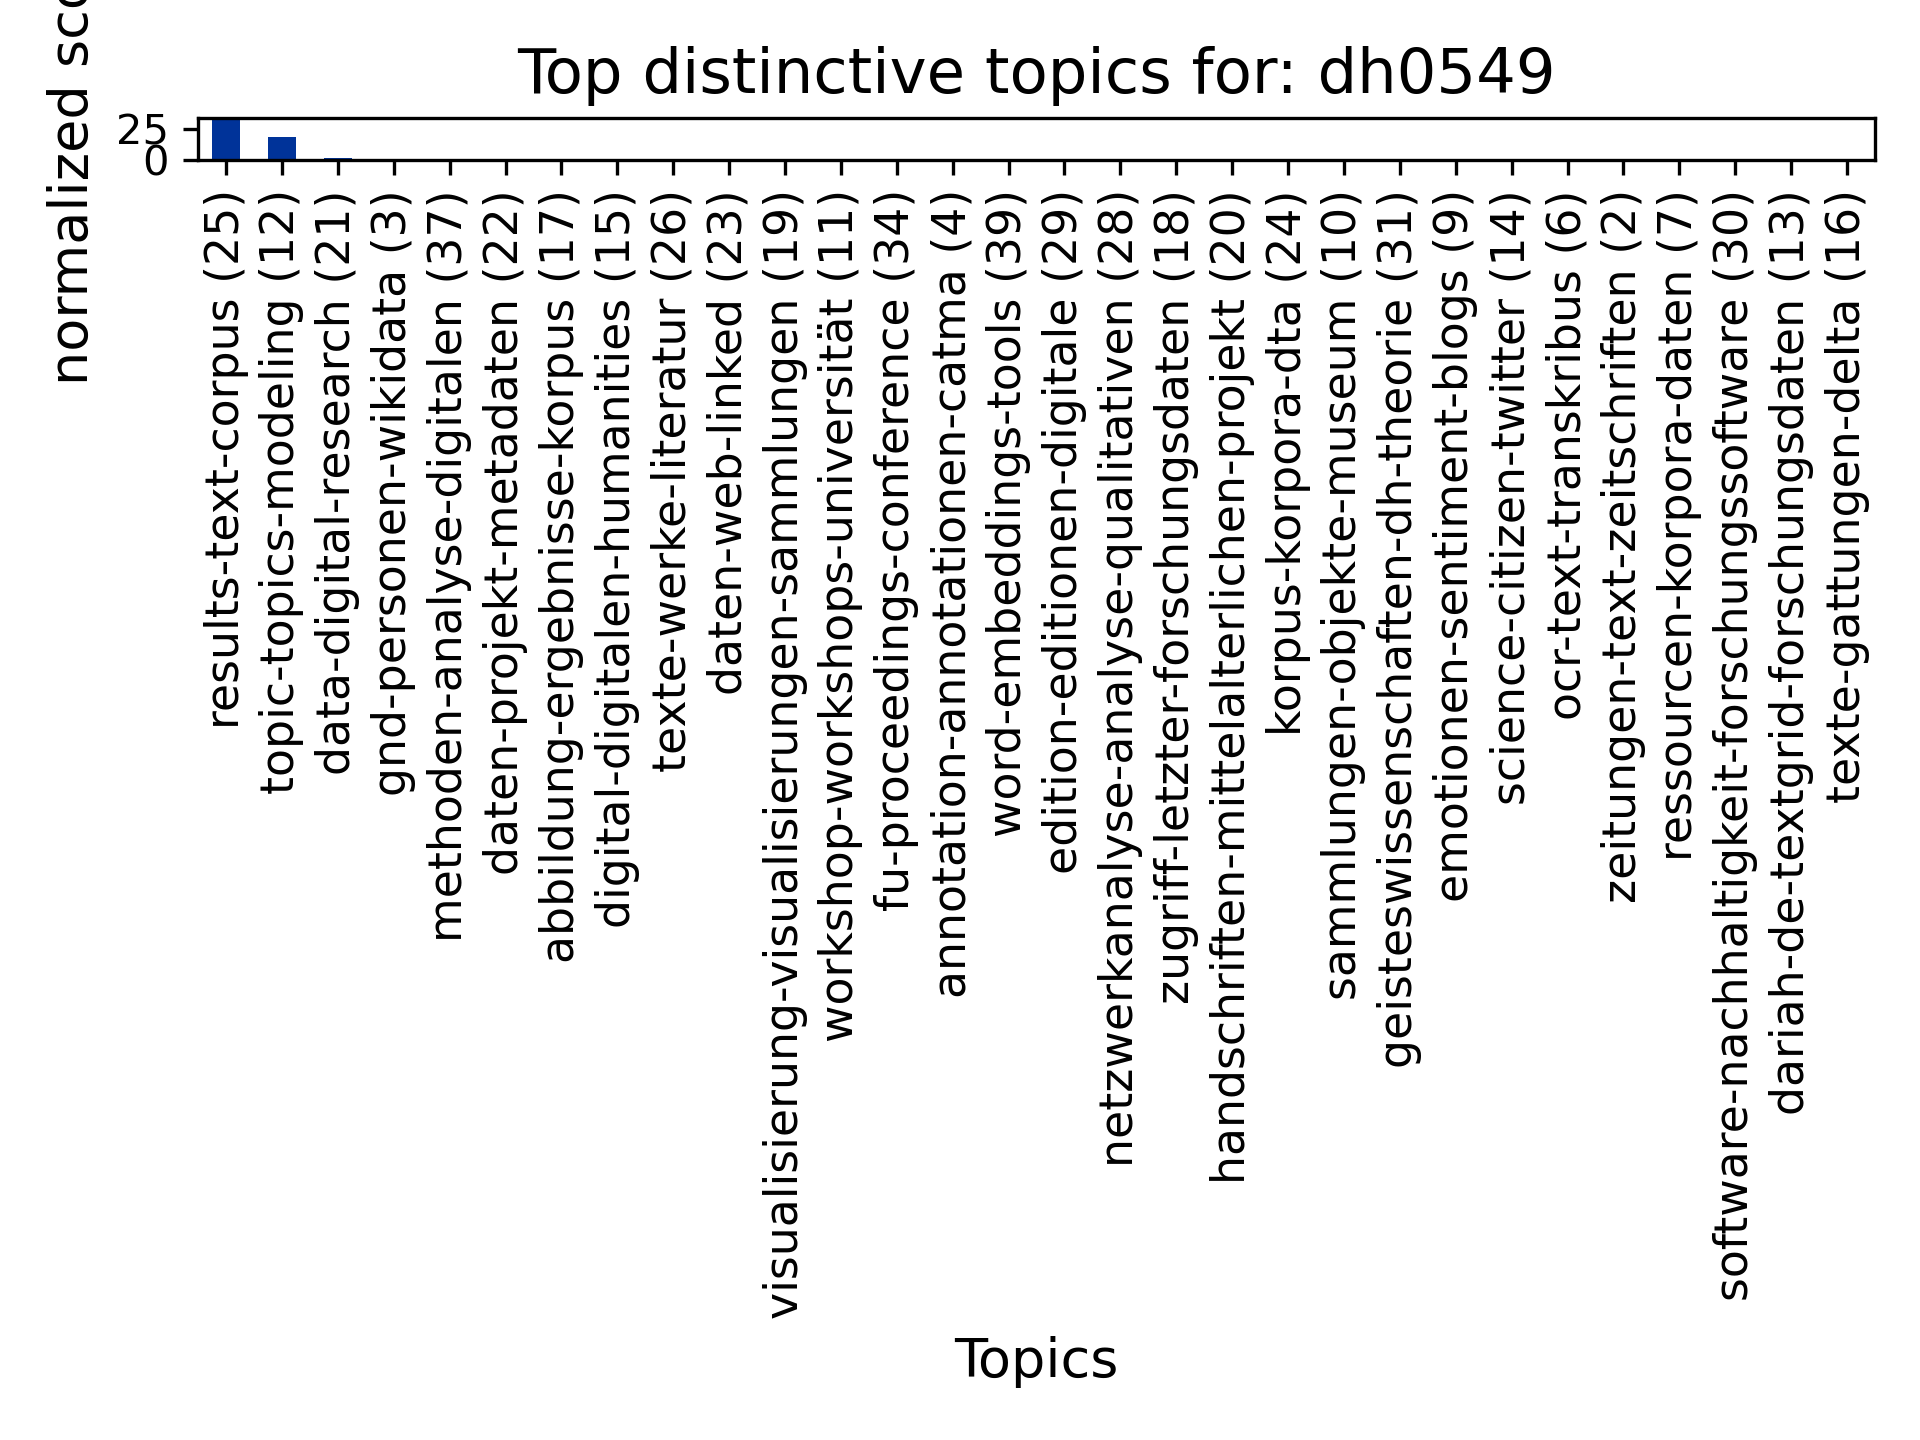 Top distinctive topics for: dh0549
normalized
25
0
results-text-corpus (25)
topic-topics-modeling (12)
data-digital-research (21)
gnd-personen-wikidata (3)
methoden-analyse-digitalen (37)
daten-projekt-metadaten (22)
abbildung-ergebnisse-korpus (17)
digital-digitalen-humanities (15)
texte-werke-literatur (26)
daten-web-linked (23)
visualisierung-visualisierungen-sammlungen (19)
workshop-workshops-universität (11)
fu-proceedings-conference (34)
annotation-annotationen-catma (4)
word-embeddings-tools (39)
edition-editionen-digitale (29)
netzwerkanalyse-analyse-qualitativen (28)
zugriff-letzter-forschungsdaten (18)
handschriften-mittelalterlichen-projekt (20)
korpus-korpora-dta (24)
sammlungen-objekte-museum (10)
geisteswissenschaften-dh-theorie (31)
emotionen-sentiment-blogs (9)
science-citizen-twitter (14)
ocr-text-transkribus (6)
zeitungen-text-zeitschriften (2)
ressourcen-korpora-daten (7)
software-nachhaltigkeit-forschungssoftware (30)
dariah-de-textgrid-forschungsdaten (13)
texte-gattungen-delta (16)
Topics